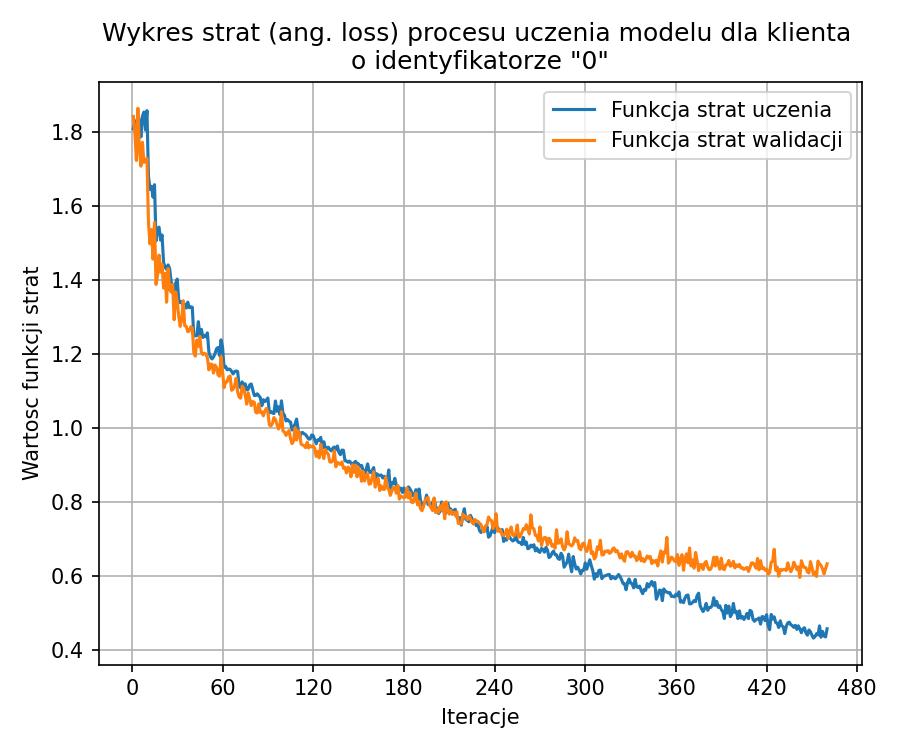 Wykres strat (ang. loss) procesu uczenia modelu dla klienta
o identyfikatorze "0"
Funkcja strat uczenia
Funkcja strat walidacji
Wartosc funkcji strat
1.8
1.6
1.4
1.2
1.0
0.8
0.6
0.4
0 60 120 180 240 300 360 420 480
Iteracje